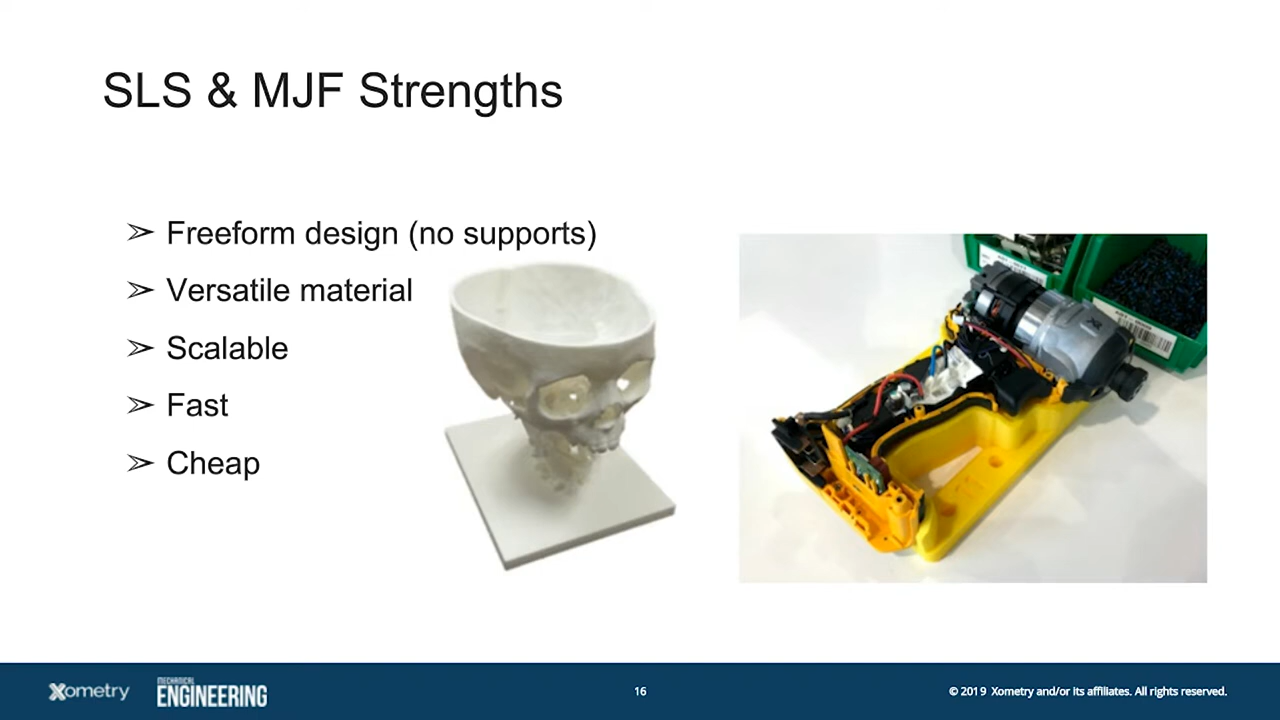 SLS & MJF Strengths
➢ Freeform design (no supports)
➢ Versatile material
➢ Scalable
➢ Fast
➢ Cheap
Xometry
MECHANICAL
ENGINEERING
16
© 2019 Xometry and/or its affiliates. All rights reserved.